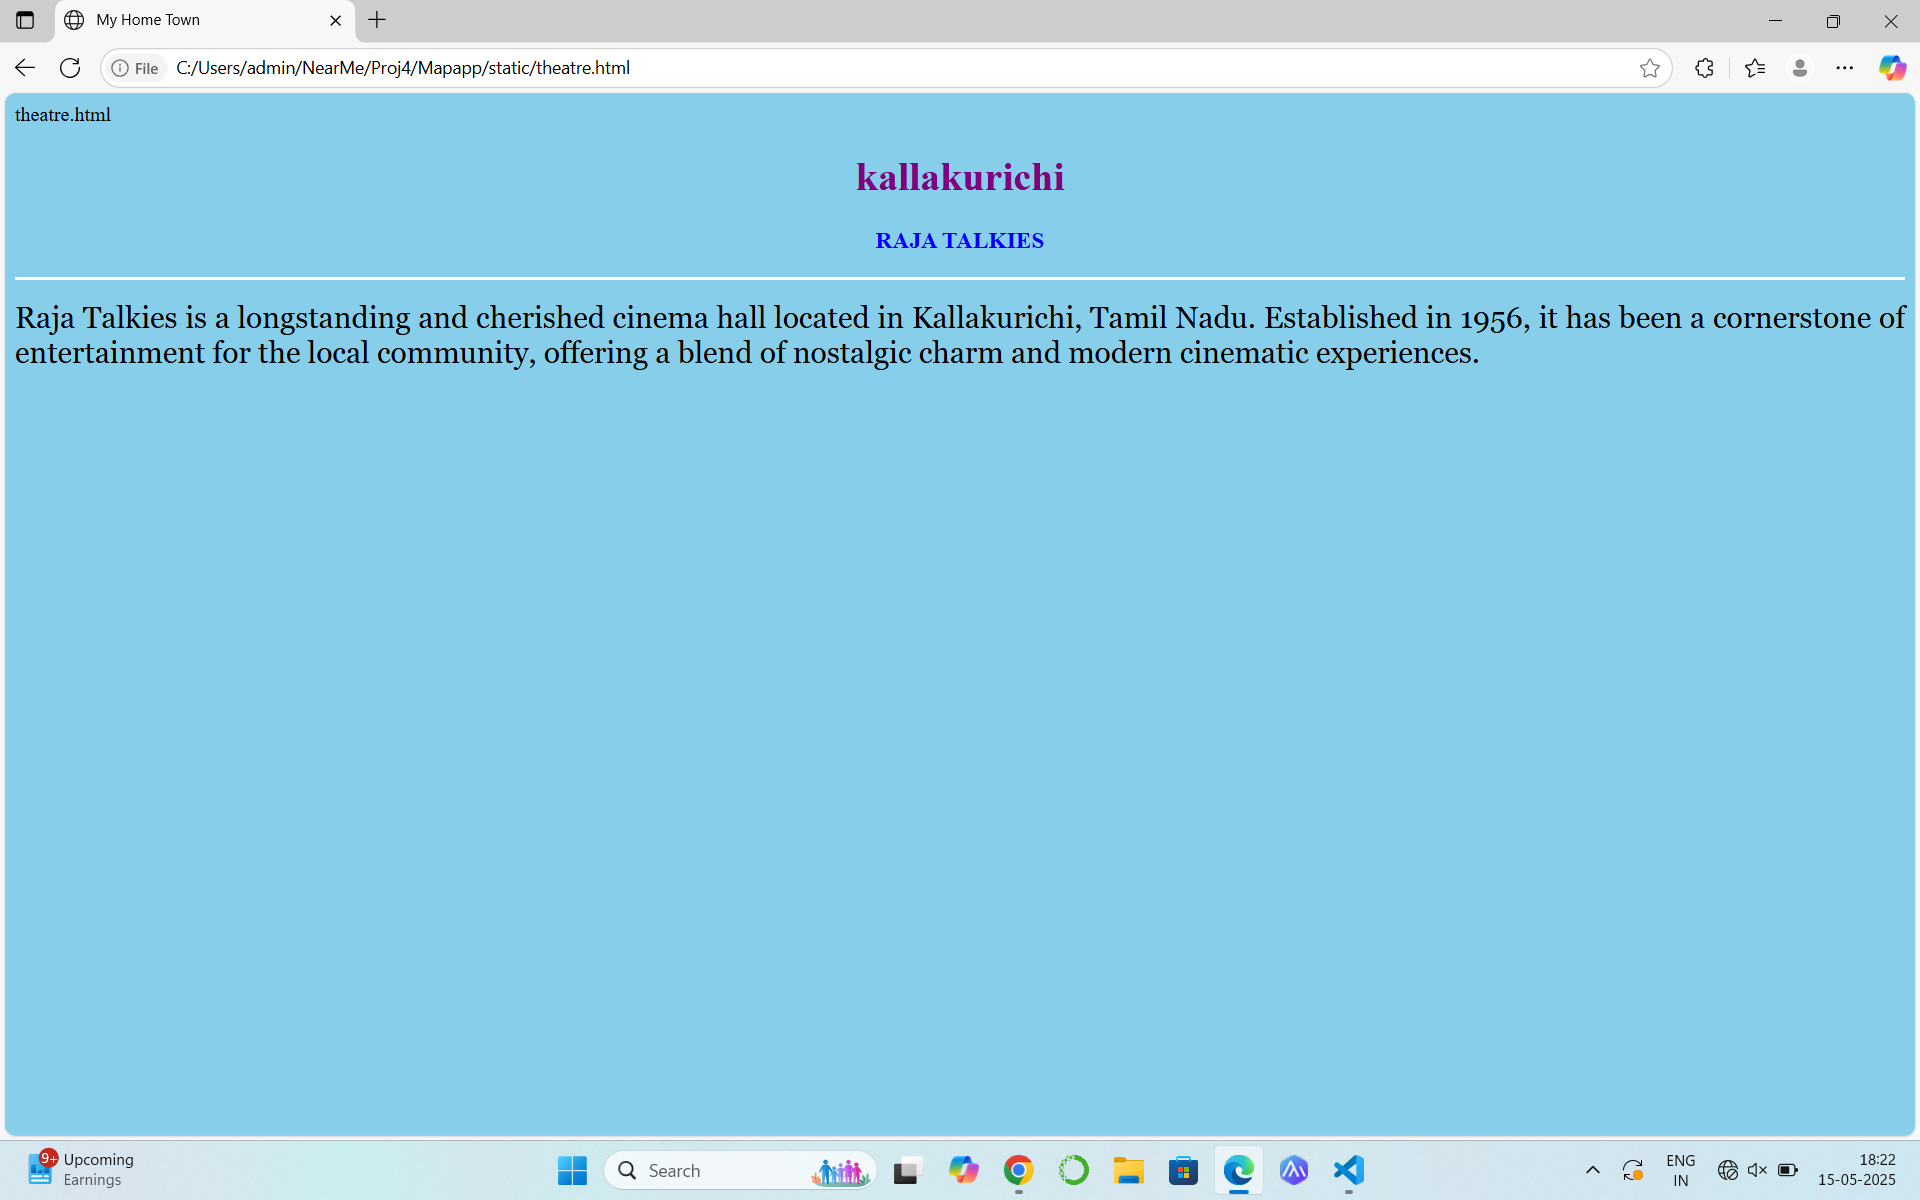 My Home Town
File
C:/Users/admin/NearMe/Proj4/Mapapp/static/theatre.html
theatre.html
kallakurichi
RAJA TALKIES
Raja Talkies is a longstanding and cherished cinema hall located in Kallakurichi, Tamil Nadu. Established in 1956, it has been a cornerstone of
entertainment for the local community, offering a blend of nostalgic charm and modern cinematic experiences.
9+
Upcoming
Earnings
Search
ENG
IN
18:22
15-05-2025